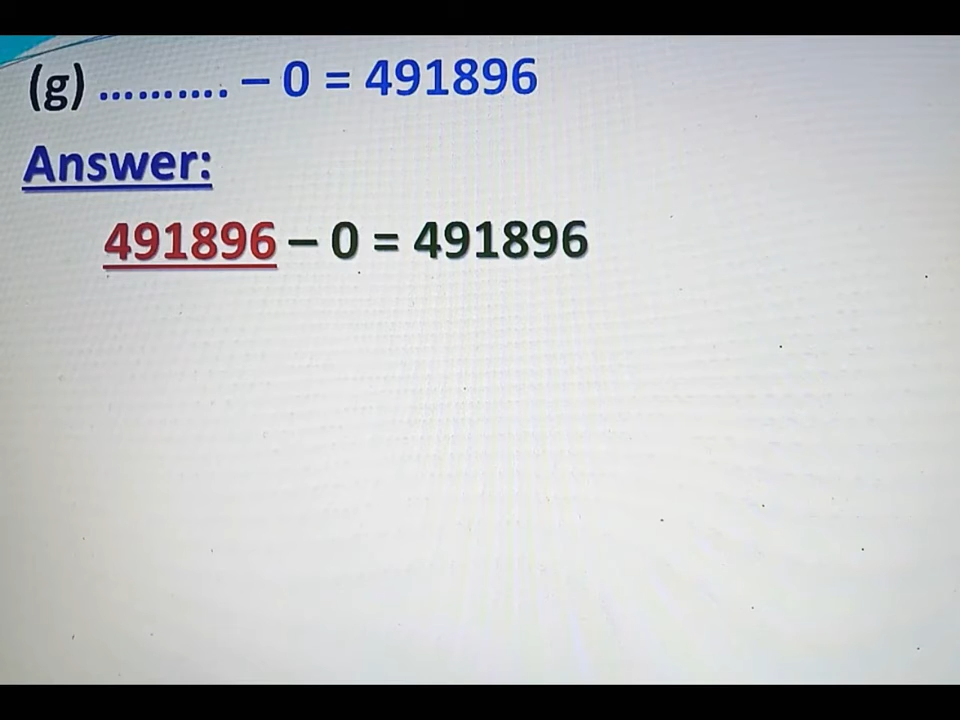 (g) .......... – 0 = 491896
Answer:
491896 – 0 = 491896